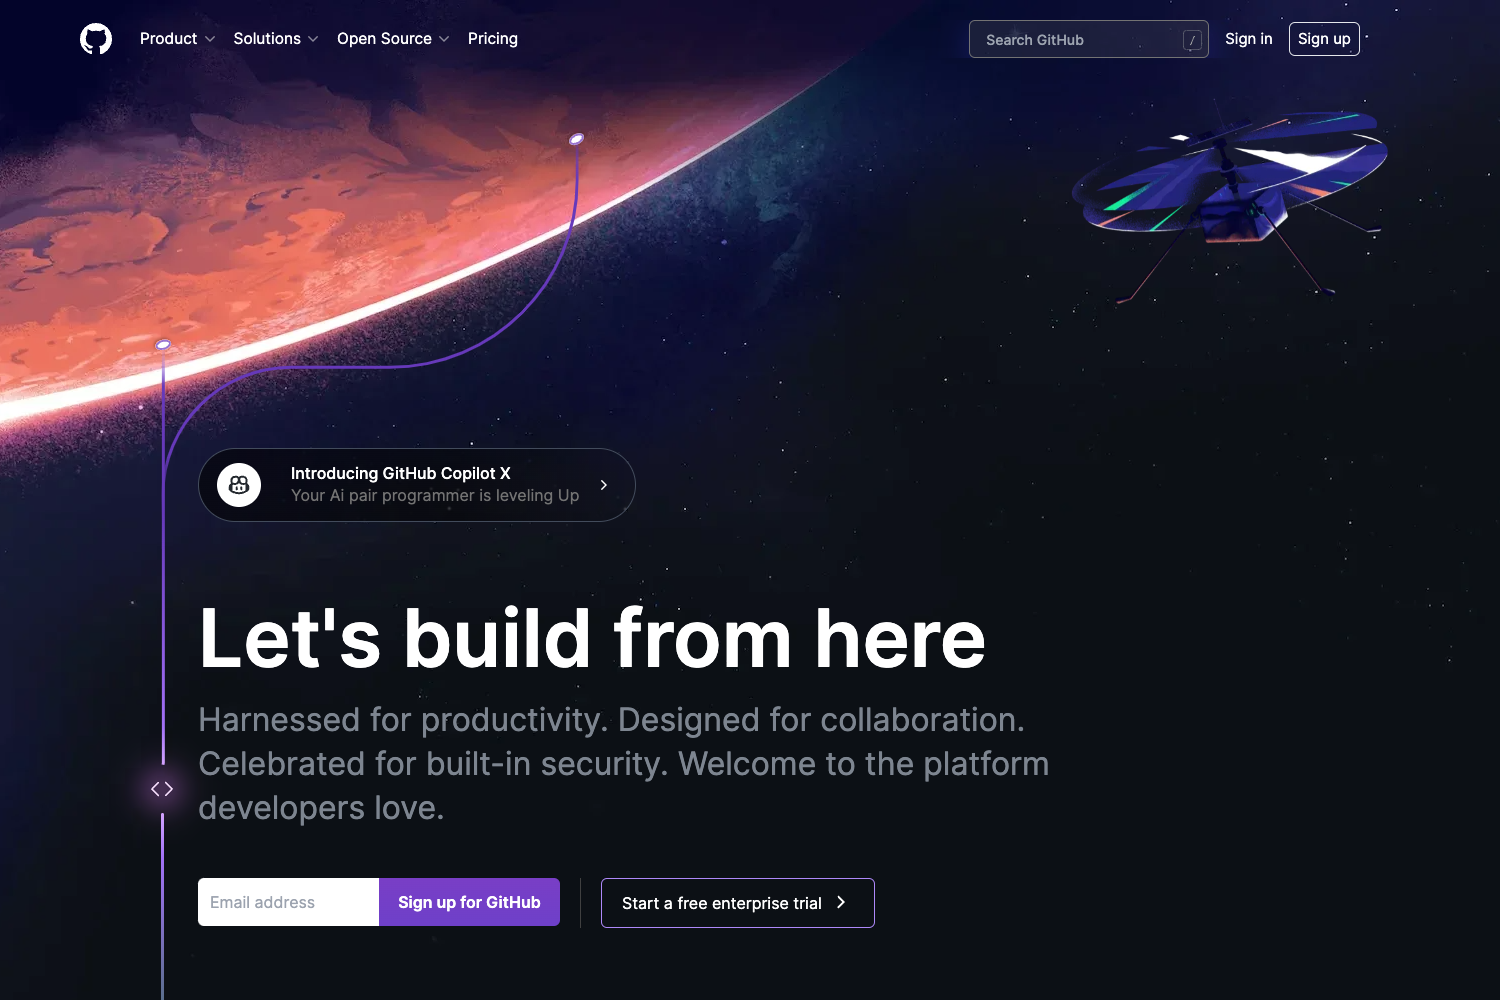 Product Solutions Open Source Pricing Search GitHub / Sign in Sign up
Introducing GitHub Copilot X
Your Ai pair programmer is leveling Up
Let's build from here
Harnessed for productivity. Designed for collaboration.
Celebrated for built-in security. Welcome to the platform
developers love.
Email address Sign up for GitHub Start a free enterprise trial